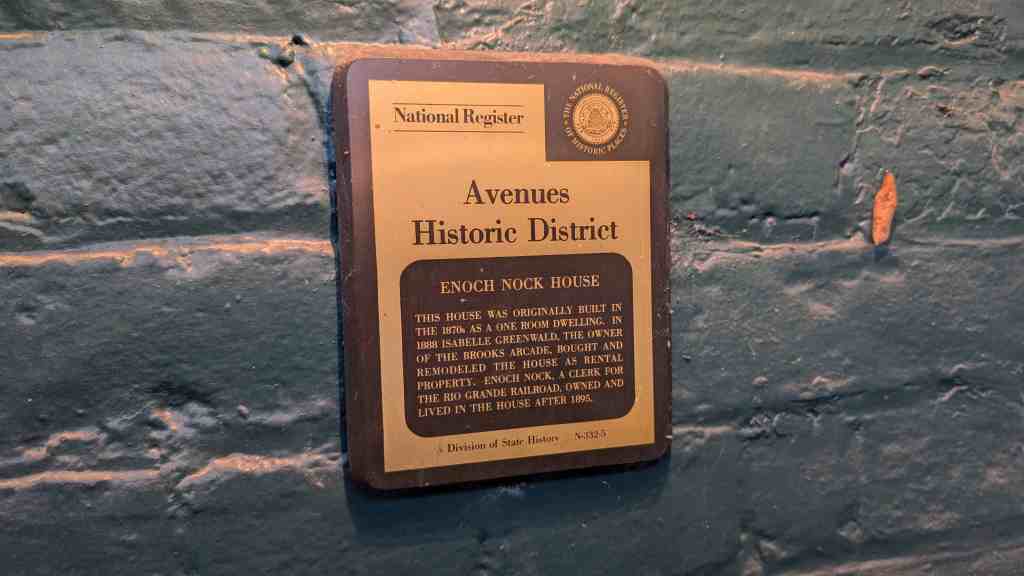 National Register
THE NATIONAL REGISTER
OF HISTORIC PLACES
Avenues
Historic District
ENOCH NOCK HOUSE
THIS HOUSE WAS ORIGINALLY BUILT IN
THE 1870s AS A ONE ROOM DWELLING. IN
1888 ISABELLE GREENWALD, THE OWNER
OF THE BROOKS ARCADE, BOUGHT AND
REMODELED THE HOUSE AS RENTAL
PROPERTY. ENOCH NOCK, A CLERK FOR
THE RIO GRANDE RAILROAD, OWNED AND
LIVED IN THE HOUSE AFTER 1895.
Division of State History N-332-5